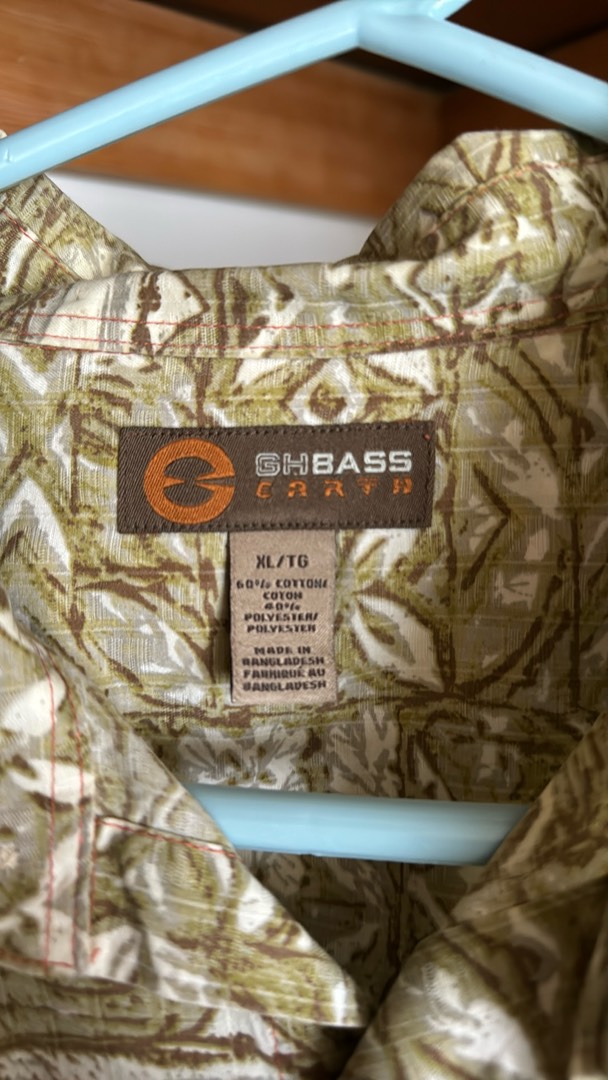 GHBASS
EARTH
XL/TG
60% COTTON/
COTON
40%
POLYESTER/
POLYESTER
MADE IN
BANGLADESH
FABRIQUE AU
BANGLADESH